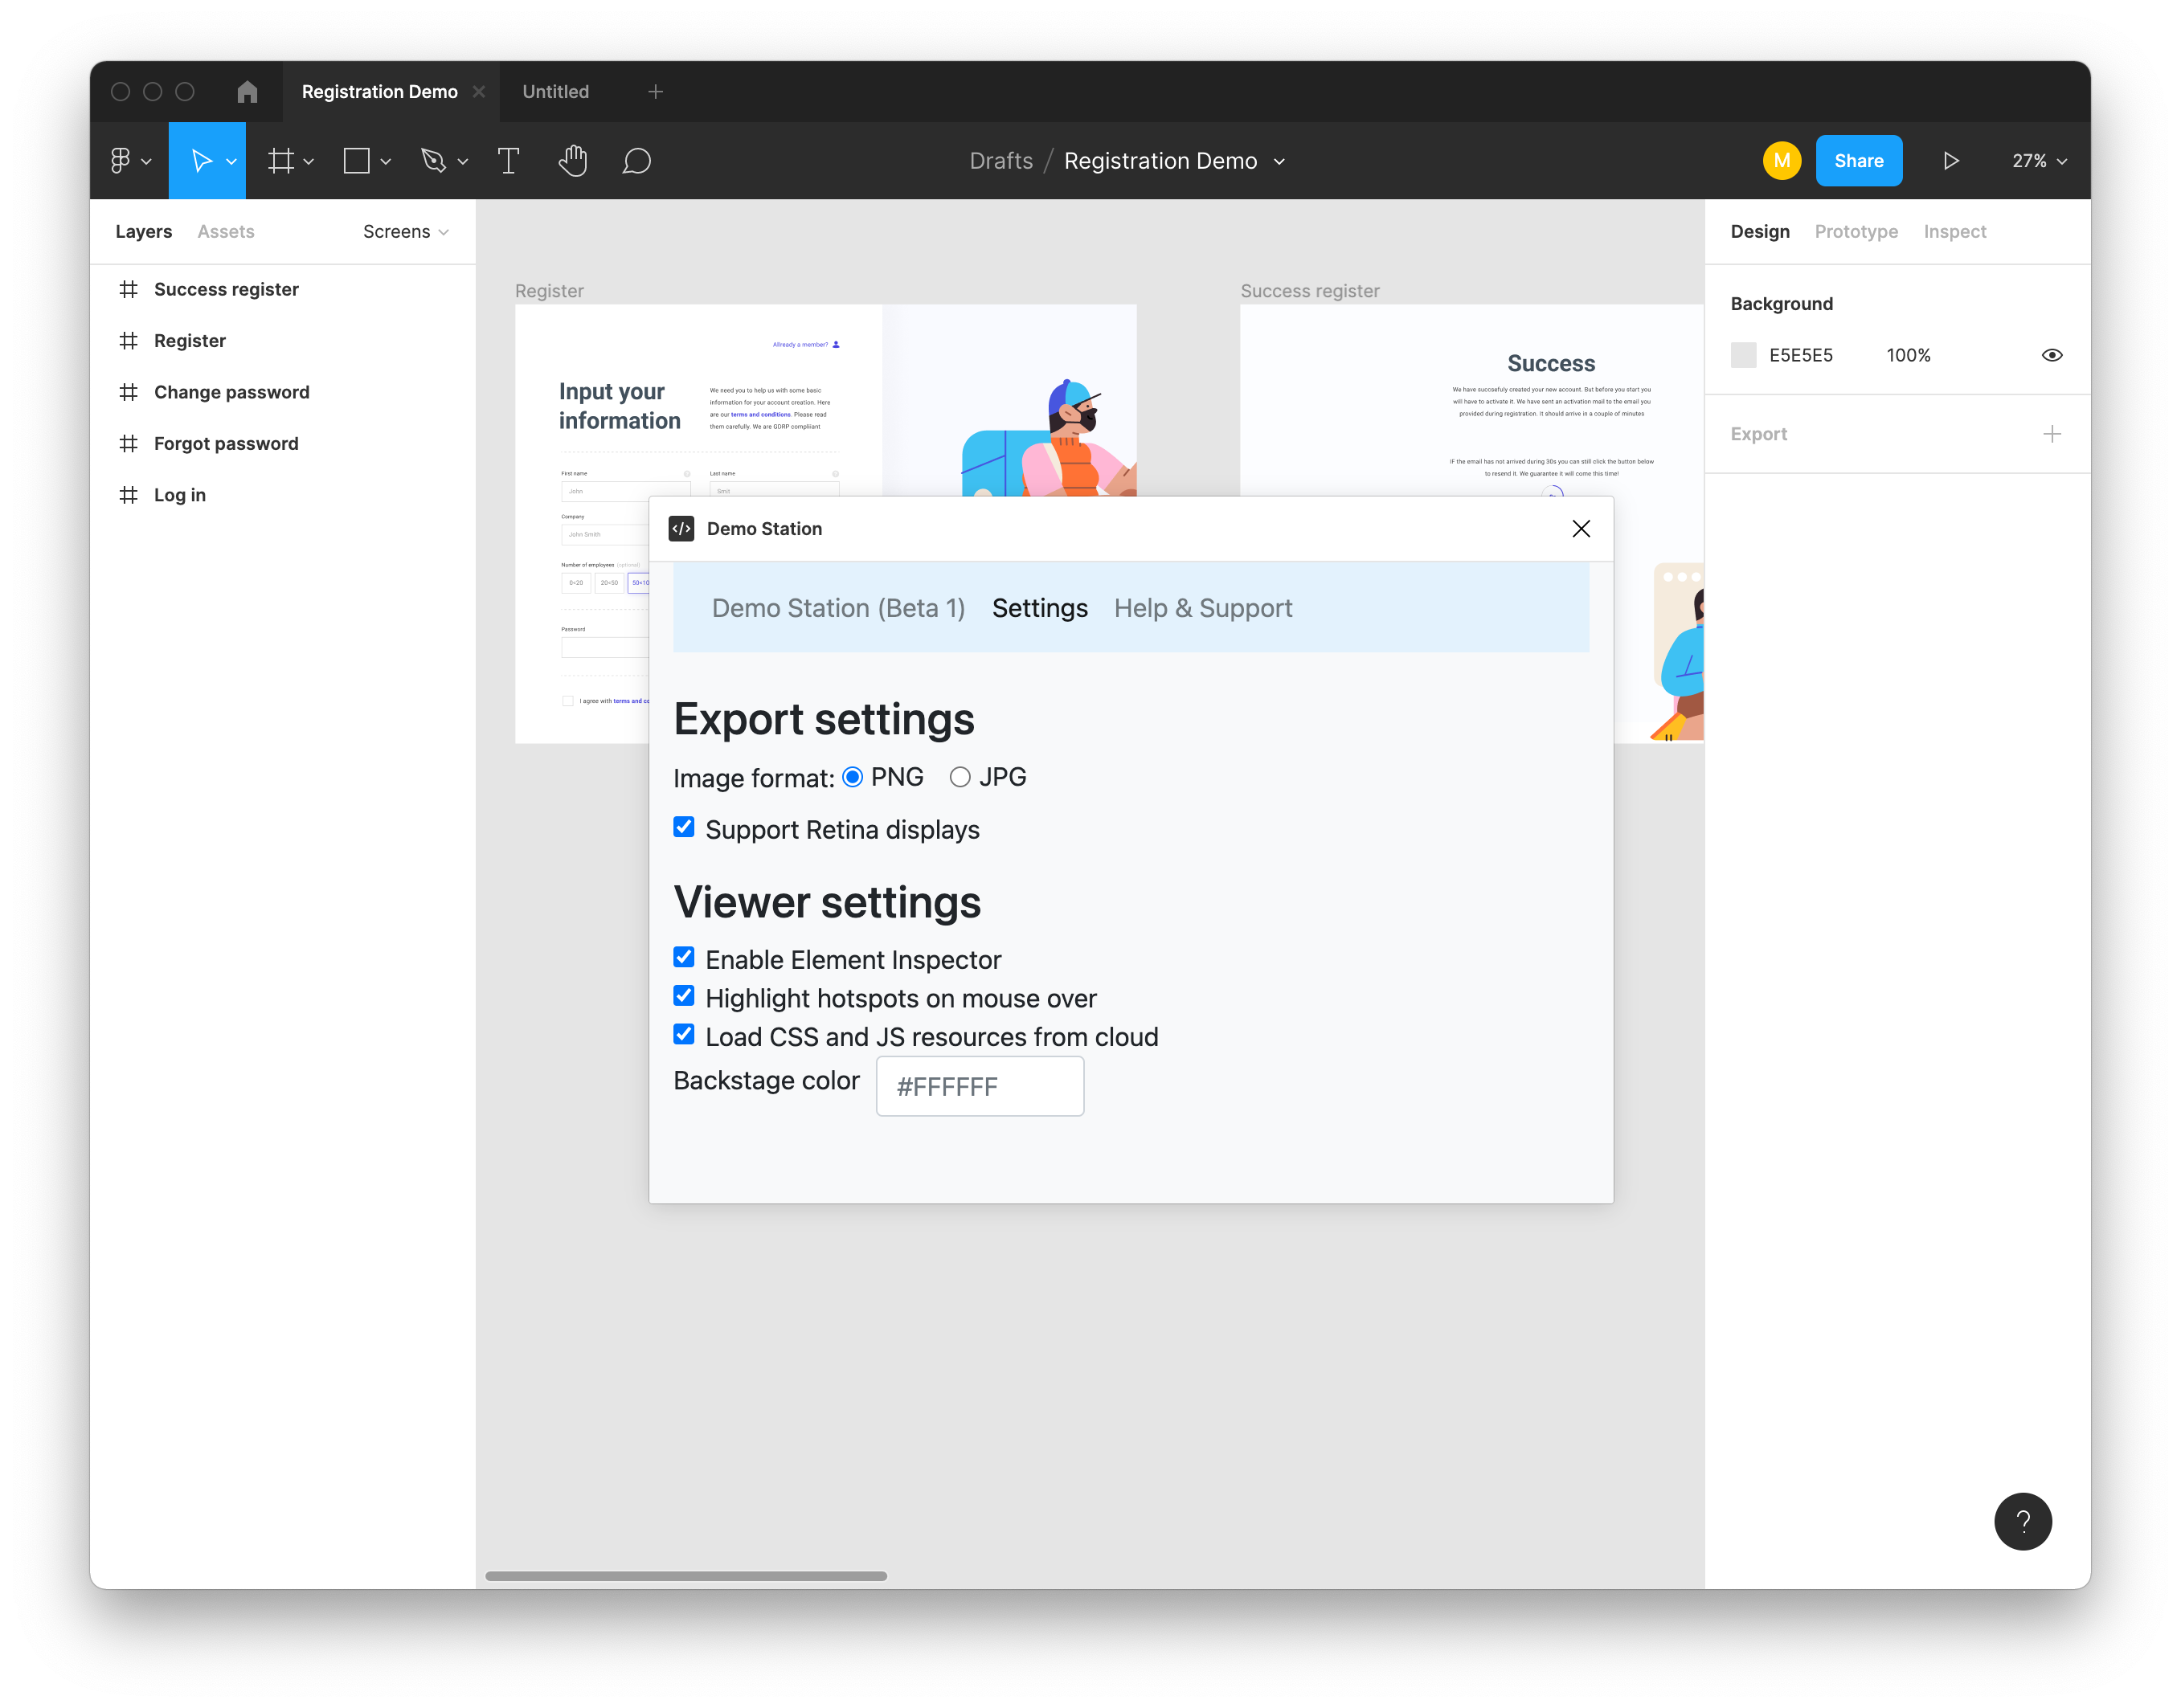 Registration Demo
Untitled
Drafts / Registration Demo
M
Share
27%
Layers
Assets
Screens
Success register
Register
Change password
Forgot password
Log in
Register
Allready a member?
Input your
information
We need you to help us with some basic
information for your account creation. Here
are our terms and conditions. Please read
them carefully. We are GDRP compliiant
First name
Last name
John
Smit
Company
John Smith
Number of employees (optional)
0-20
20-50
50-10
Password
I agree with terms and co
Success register
Success
We have succsefuly created your new account. But before you start you
will have to activate it. We have sent an activation mail to the email you
provided during registration. It should arrive in a couple of minutes
IF the email has not arrived during 30s you can still click the button below
to resend it. We guarantee it will come this time!
Demo Station
Demo Station (Beta 1)
Settings
Help & Support
Export settings
Image format: PNG JPG
Support Retina displays
Viewer settings
Enable Element Inspector
Highlight hotspots on mouse over
Load CSS and JS resources from cloud
Backstage color #FFFFFF
Design
Prototype
Inspect
Background
E5E5E5
100%
Export
?